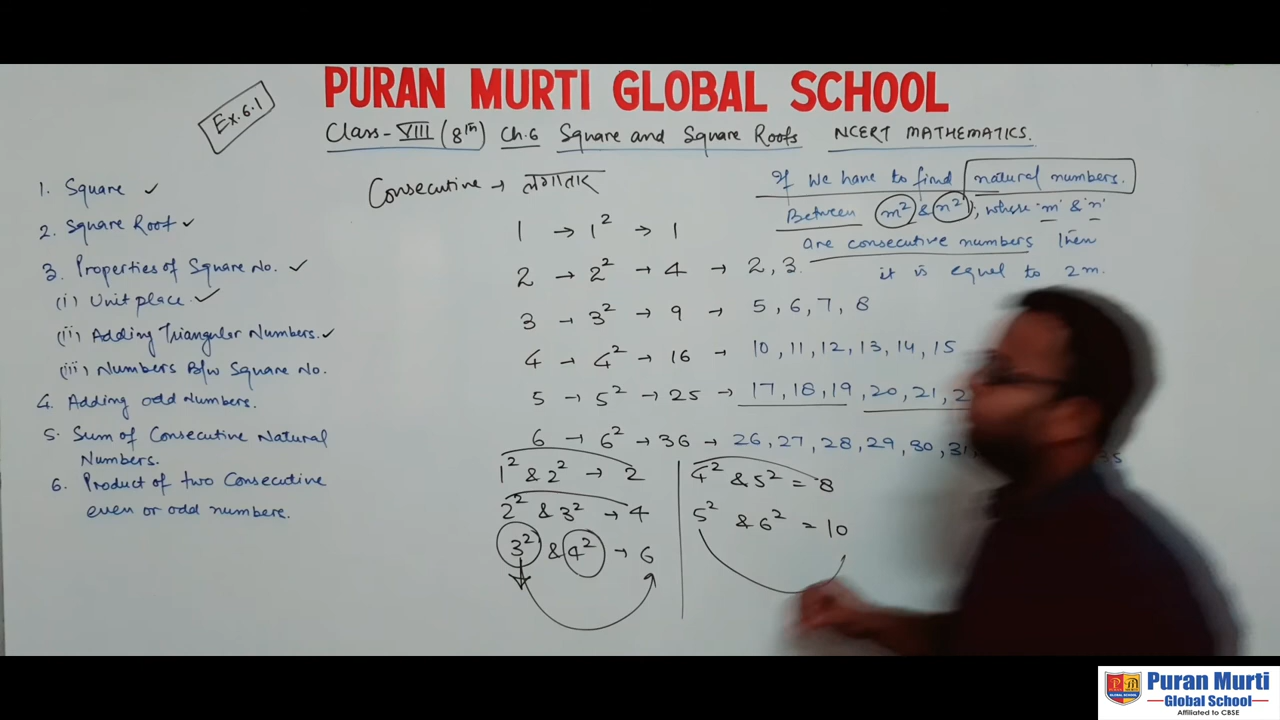 PURAN MURTI GLOBAL SCHOOL
Ex.6.1
Class-VIII (8th) Ch.6 Square and Square Roots NCERT MATHEMATICS.
1. Square ✓
2. Square Root ✓
3. Properties of Square No. ✓
(i) Unit place. ✓
(ii) Adding Triangular Numbers. ✓
(iii) Numbers B/w Square No.
4. Adding odd Numbers.
5. Sum of Consecutive Natural
Numbers.
6. Product of two Consecutive
even or odd numbers.
Consecutive → लगातार
1 → 1² → 1
2 → 2² → 4 → 2, 3.
3 → 3² → 9 → 5, 6, 7, 8
4 → 4² → 16 → 10, 11, 12, 13, 14, 15
5 → 5² → 25 → 17, 18, 19, 20, 21,
6 → 6² → 36 → 26, 27, 28, 29, 30, 31
1² & 2² → 2
2² & 3² → 4
3² & 4² → 6
4² & 5² = 8
5² & 6² = 10
If we have to find natural numbers.
Between m² & n², where 'm' & 'n'
are consecutive numbers then
it is equal to 2m.
Puran Murti
Global School
Affiliated to CBSE